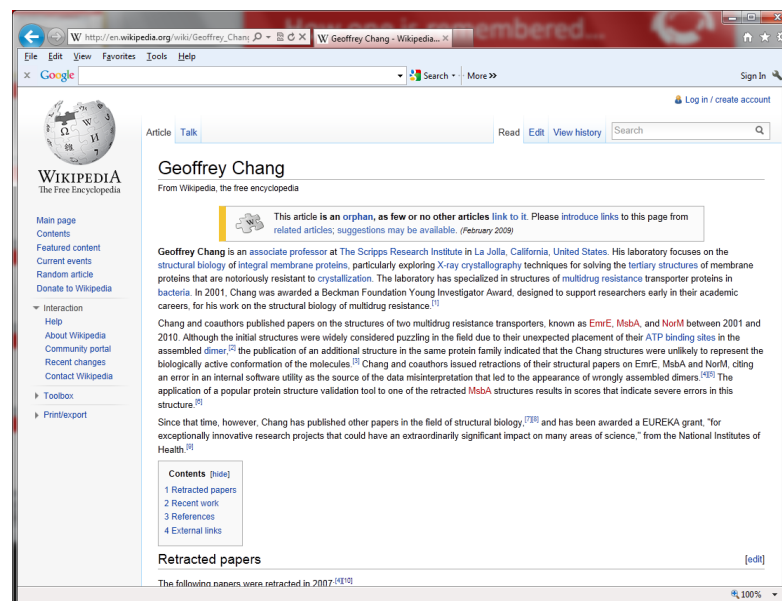 How one is remembered...
http://en.wikipedia.org/wiki/Geoffrey_Chang
W Geoffrey Chang - Wikipedia...
File Edit View Favorites Tools Help
x Google Search More »
Sign In
Log in / create account
Article Talk Read Edit View history Search
WIKIPEDIA
The Free Encyclopedia
Main page
Contents
Featured content
Current events
Random article
Donate to Wikipedia
Interaction
Help
About Wikipedia
Community portal
Recent changes
Contact Wikipedia
Toolbox
Print/export
Geoffrey Chang
From Wikipedia, the free encyclopedia
This article is an orphan, as few or no other articles link to it. Please introduce links to this page from
related articles; suggestions may be available. (February 2009)
Geoffrey Chang is an associate professor at The Scripps Research Institute in La Jolla, California, United States. His laboratory focuses on the
structural biology of integral membrane proteins, particularly exploring X-ray crystallography techniques for solving the tertiary structures of membrane
proteins that are notoriously resistant to crystallization. The laboratory has specialized in structures of multidrug resistance transporter proteins in
bacteria. In 2001, Chang was awarded a Beckman Foundation Young Investigator Award, designed to support researchers early in their academic
careers, for his work on the structural biology of multidrug resistance.[1]
Chang and coauthors published papers on the structures of two multidrug resistance transporters, known as EmrE, MsbA, and NorM between 2001 and
2010. Although the initial structures were widely considered puzzling in the field due to their unexpected placement of their ATP binding sites in the
assembled dimer,[2] the publication of an additional structure in the same protein family indicated that the Chang structures were unlikely to represent the
biologically active conformation of the molecules.[3] Chang and coauthors issued retractions of their structural papers on EmrE, MsbA and NorM, citing
an error in an internal software utility as the source of the data misinterpretation that led to the appearance of wrongly assembled dimers.[4][5] The
application of a popular protein structure validation tool to one of the retracted MsbA structures results in scores that indicate severe errors in this
structure.[6]
Since that time, however, Chang has published other papers in the field of structural biology,[7][8] and has been awarded a EUREKA grant, "for
exceptionally innovative research projects that could have an extraordinarily significant impact on many areas of science," from the National Institutes of
Health.[9]
Contents [hide]
1 Retracted papers
2 Recent work
3 References
4 External links
Retracted papers [edit]
The following papers were retracted in 2007:[4][10]
100%